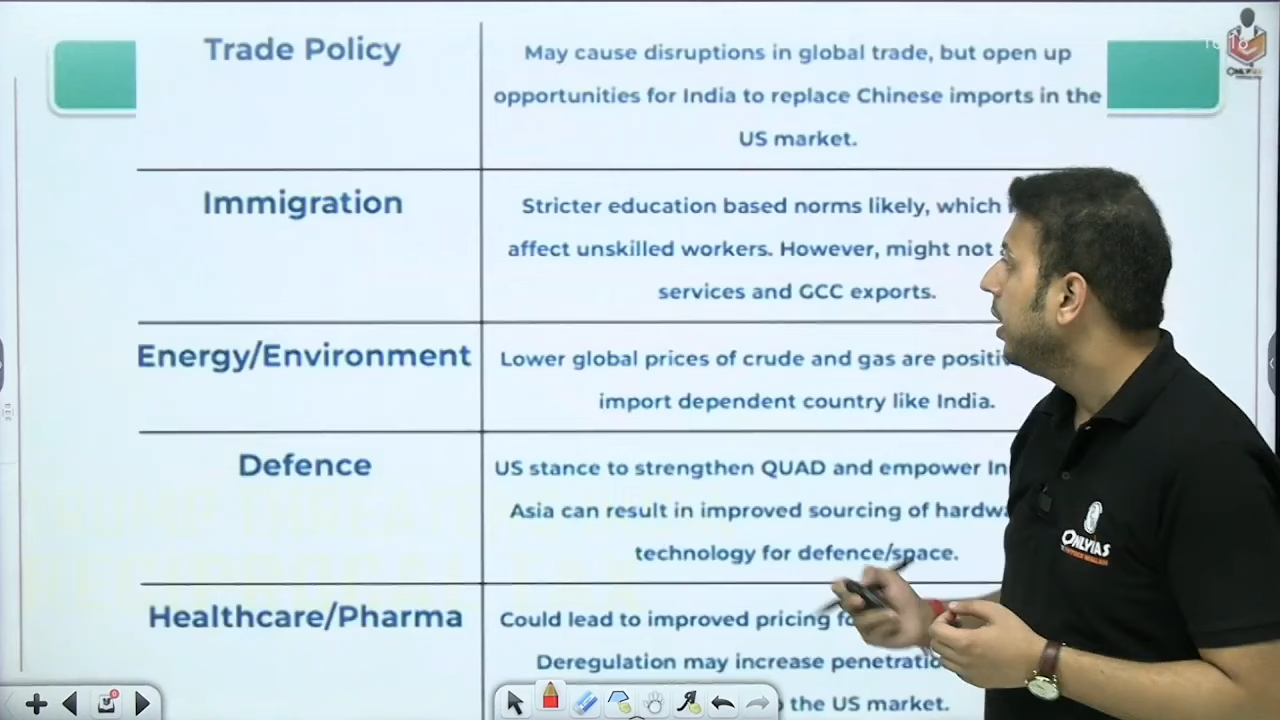 Trade Policy
May cause disruptions in global trade, but open up
opportunities for India to replace Chinese imports in the
US market.
Immigration
Stricter education based norms likely, which
affect unskilled workers. However, might not
services and GCC exports.
Energy/Environment
Lower global prices of crude and gas are
import dependent country like India.
Defence
US stance to strengthen QUAD and empower
Asia can result in improved sourcing of
technology for defence/space.
Healthcare/Pharma
Could lead to improved pricing
Deregulation may increase
the US market.
ONLYIAS
ONLYIAS